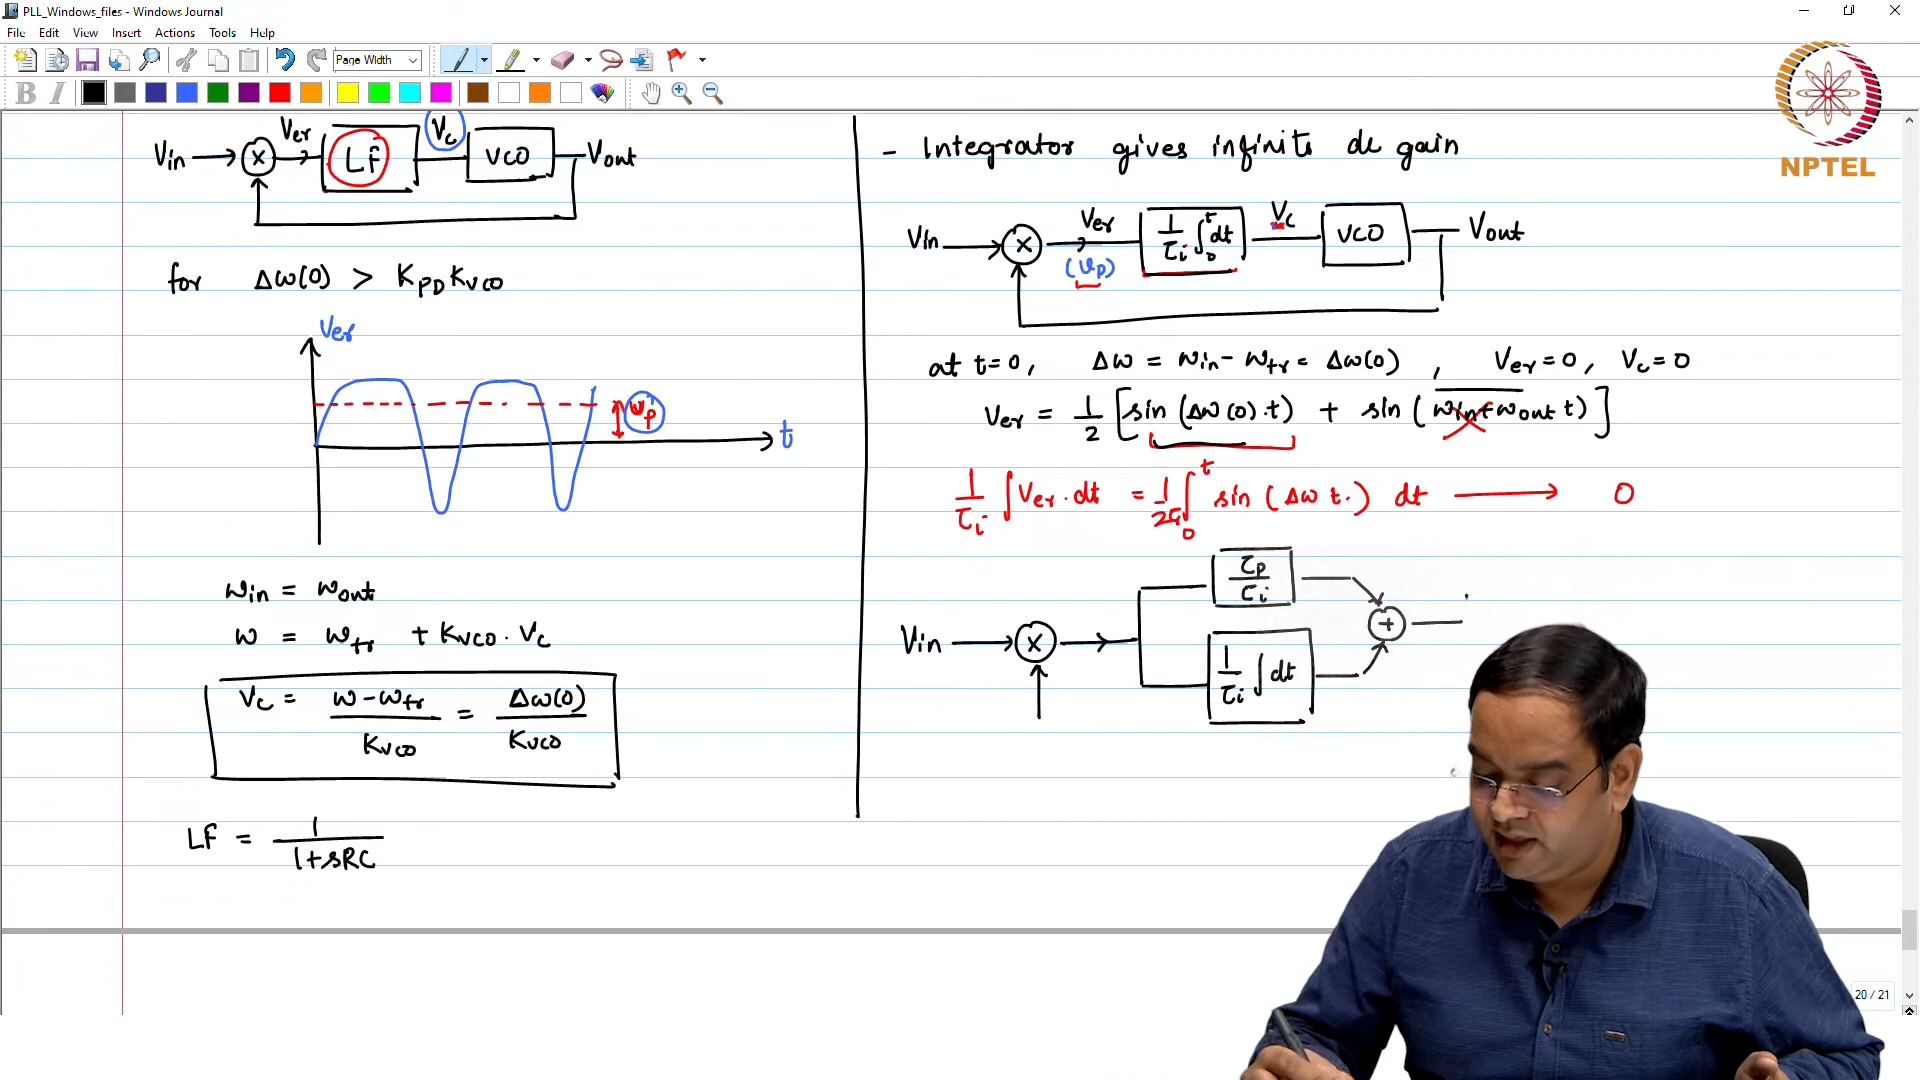 PLL_Windows_files - Windows Journal
File Edit View Insert Actions Tools Help
Page Width
B I
NPTEL
Vin × Ver LF Vc VCO Vout
for Δω(0) > KPD KVCO
Ver
ωp
t
ωin = ωout
ω = ωfr + KVCO . Vc
Vc = ω - ωfr / KVCO = Δω(0) / KVCO
LF = 1 / 1+sRC
- Integrator gives infinite dc gain
Vin × Ver (υp) 1/τi ∫0^t dt Vc VCO Vout
at t=0, Δω = ωin - ωfr = Δω(0) , Ver=0, Vc=0
Ver = 1/2 [sin (Δω(0).t) + sin (ωin+ωout t)]
1/τi ∫ Ver.dt = 1/2τi ∫0^t sin (Δω t.) dt → 0
τp/τi
Vin × +
1/τi ∫ dt
20 / 21